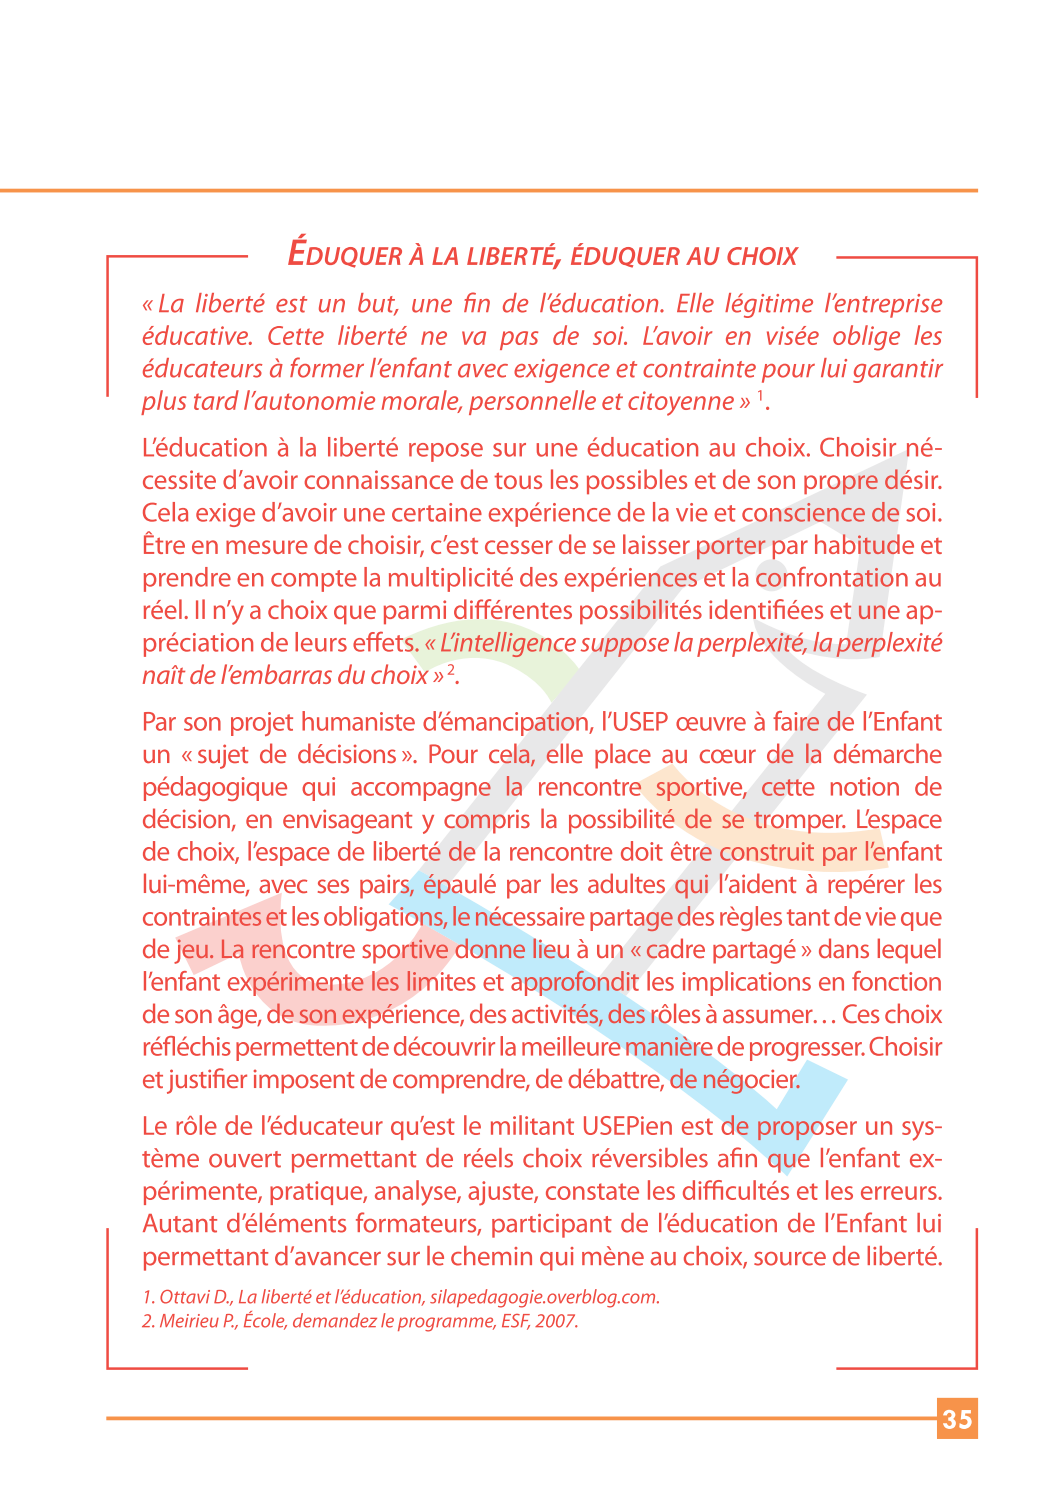 Éduquer à la liberté, éduquer au choix
« La liberté est un but, une fin de l’éducation. Elle légitime l’entreprise
éducative. Cette liberté ne va pas de soi. L’avoir en visée oblige les
éducateurs à former l’enfant avec exigence et contrainte pour lui garantir
plus tard l’autonomie morale, personnelle et citoyenne » 1.
L’éducation à la liberté repose sur une éducation au choix. Choisir né-
cessite d’avoir connaissance de tous les possibles et de son propre désir.
Cela exige d’avoir une certaine expérience de la vie et conscience de soi.
Être en mesure de choisir, c’est cesser de se laisser porter par habitude et
prendre en compte la multiplicité des expériences et la confrontation au
réel. Il n’y a choix que parmi différentes possibilités identifiées et une ap-
préciation de leurs effets. « L’intelligence suppose la perplexité, la perplexité
naît de l’embarras du choix » 2.
Par son projet humaniste d’émancipation, l’USEP œuvre à faire de l’Enfant
un « sujet de décisions ». Pour cela, elle place au cœur de la démarche
pédagogique qui accompagne la rencontre sportive, cette notion de
décision, en envisageant y compris la possibilité de se tromper. L’espace
de choix, l’espace de liberté de la rencontre doit être construit par l’enfant
lui-même, avec ses pairs, épaulé par les adultes qui l’aident à repérer les
contraintes et les obligations, le nécessaire partage des règles tant de vie que
de jeu. La rencontre sportive donne lieu à un « cadre partagé » dans lequel
l’enfant expérimente les limites et approfondit les implications en fonction
de son âge, de son expérience, des activités, des rôles à assumer… Ces choix
réfléchis permettent de découvrir la meilleure manière de progresser. Choisir
et justifier imposent de comprendre, de débattre, de négocier.
Le rôle de l’éducateur qu’est le militant USEPien est de proposer un sys-
tème ouvert permettant de réels choix réversibles afin que l’enfant ex-
périmente, pratique, analyse, ajuste, constate les difficultés et les erreurs.
Autant d’éléments formateurs, participant de l’éducation de l’Enfant lui
permettant d’avancer sur le chemin qui mène au choix, source de liberté.
1. Ottavi D., La liberté et l’éducation, silapedagogie.overblog.com.
2. Meirieu P., École, demandez le programme, ESF, 2007.
35